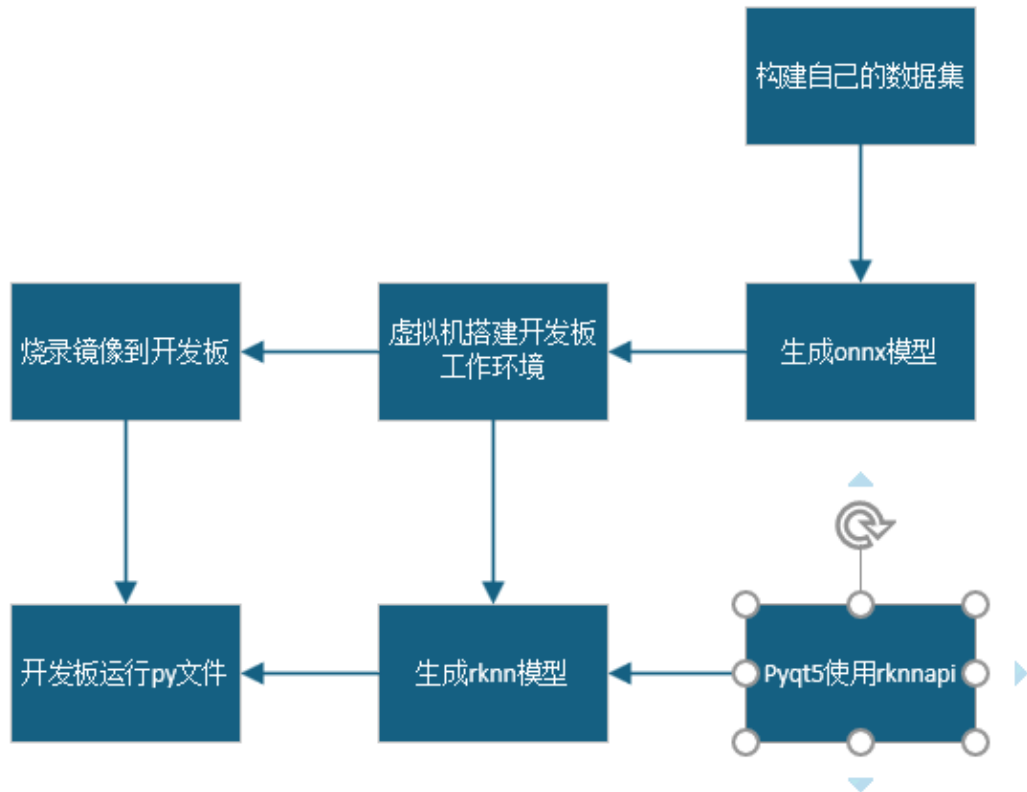 构建自己的数据集
烧录镜像到开发板
虚拟机搭建开发板
工作环境
生成onnx模型
开发板运行py文件
生成rknn模型
Pyqt5使用rknnapi